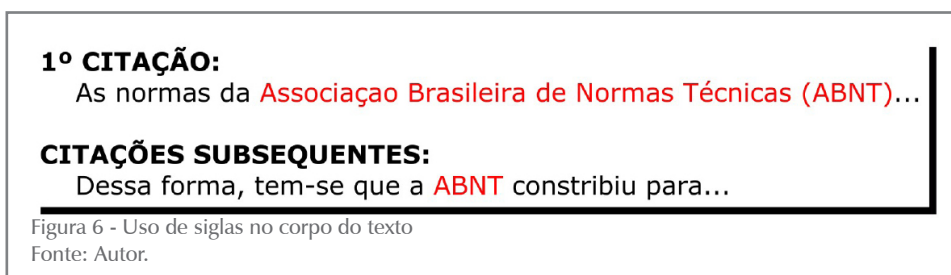 1º CITAÇÃO:
As normas da Associaçao Brasileira de Normas Técnicas (ABNT)...
CITAÇÕES SUBSEQUENTES:
Dessa forma, tem-se que a ABNT constribiu para...
Figura 6 - Uso de siglas no corpo do texto
Fonte: Autor.